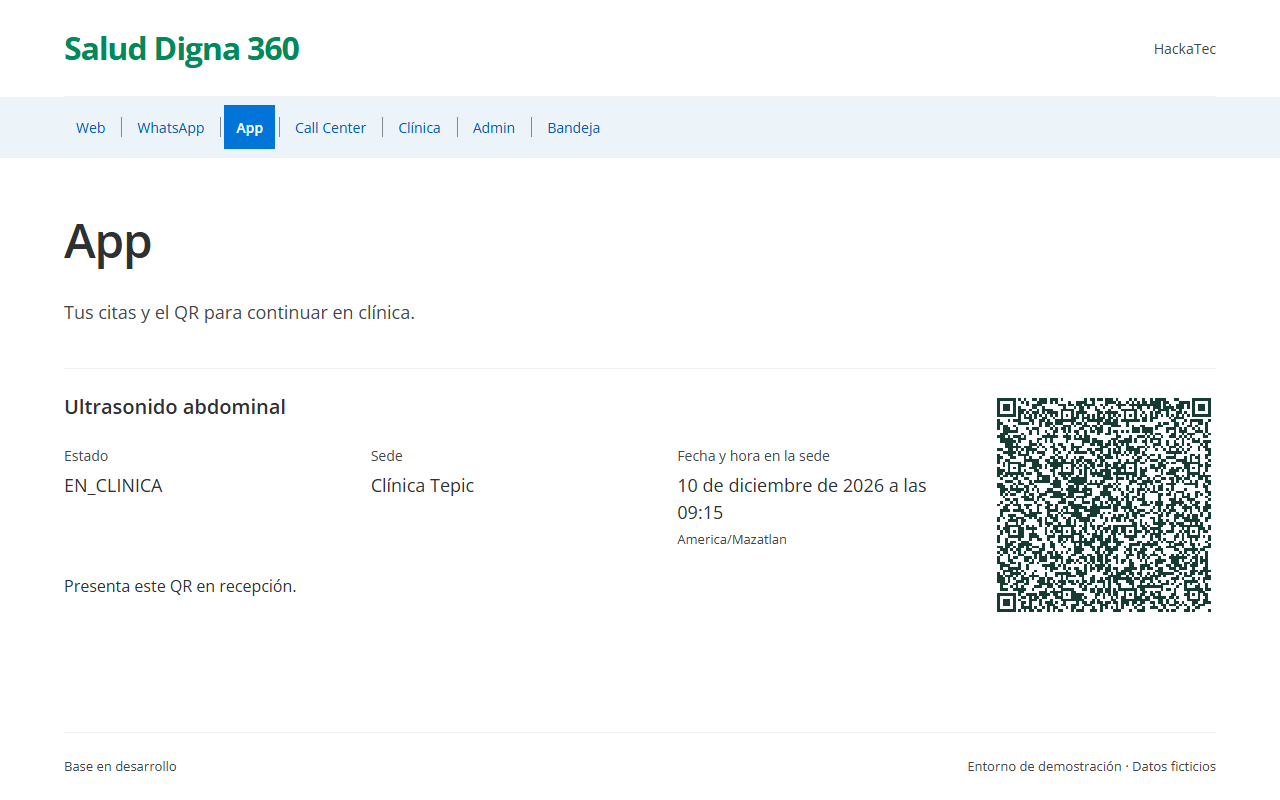 Salud Digna 360
HackaTec
Web
WhatsApp
App
Call Center
Clínica
Admin
Bandeja
App
Tus citas y el QR para continuar en clínica.
Ultrasonido abdominal
Estado
EN_CLINICA
Sede
Clínica Tepic
Fecha y hora en la sede
10 de diciembre de 2026 a las
09:15
America/Mazatlan
Presenta este QR en recepción.
Base en desarrollo
Entorno de demostración · Datos ficticios